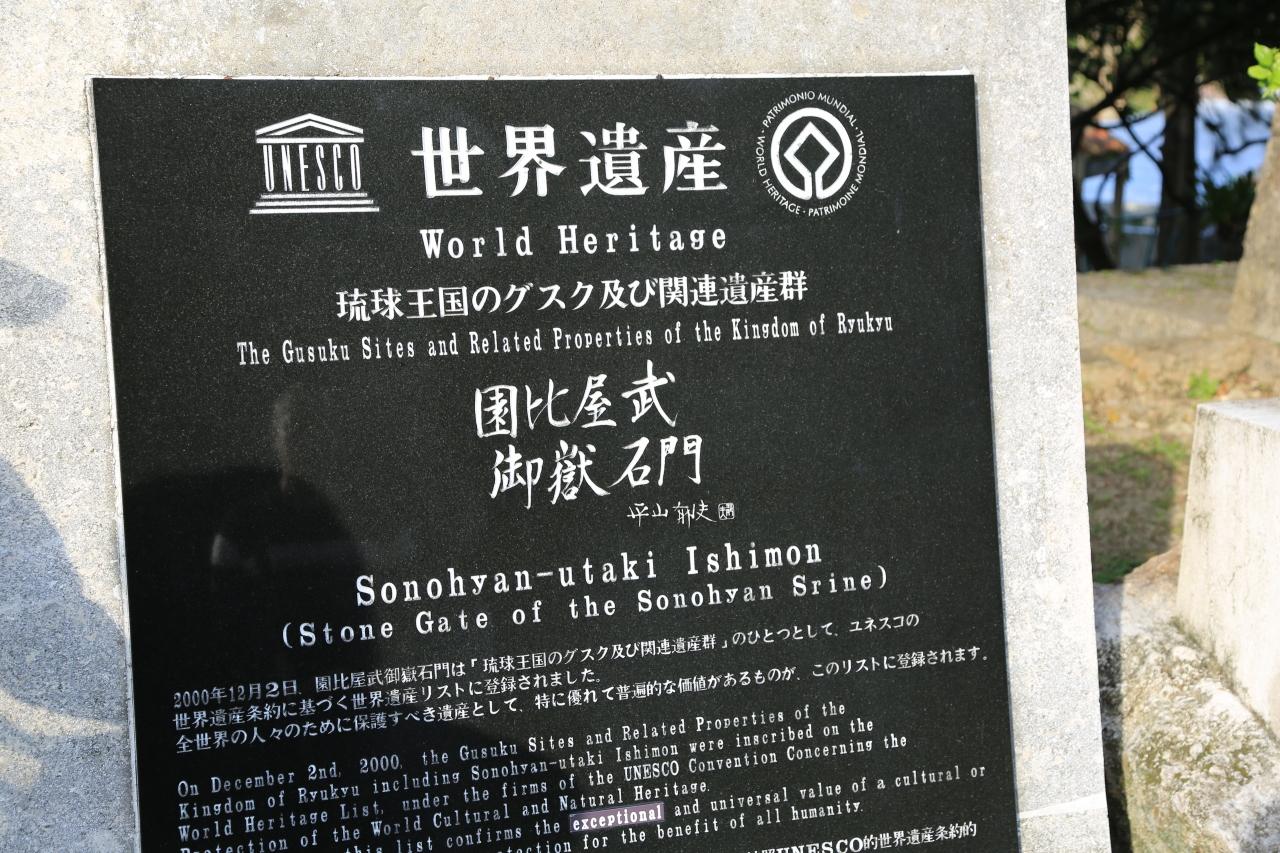 UNESCO
世界遺産
WORLD HERITAGE · PATRIMONIO MUNDIAL · PATRIMOINE MONDIAL ·
World Heritage
琉球王国のグスク及び関連遺産群
The Gusuku Sites and Related Properties of the Kingdom of Ryukyu
園比屋武
御嶽石門
平山郁夫
Sonohyan-utaki Ishimon
(Stone Gate of the Sonohyan Srine)
2000年12月2日、園比屋武御嶽石門は「琉球王国のグスク及び関連遺産群」のひとつとして、ユネスコの
世界遺産条約に基づく世界遺産リストに登録されました。
全世界の人々のために保護すべき遺産として、特に優れて普遍的な価値があるものが、このリストに登録されます。
On December 2nd, 2000, the Gusuku Sites and Related Properties of the
Kingdom of Ryukyu including Sonohyan-utaki Ishimon were inscribed on the
World Heritage List, under the firms of the UNESCO Convention Concerning the
Protection of the World Cultural and Natural Heritage.
this list confirms the exceptional and universal value of a cultural or
for the benefit of all humanity.
UNESCO的世界遺産条約的